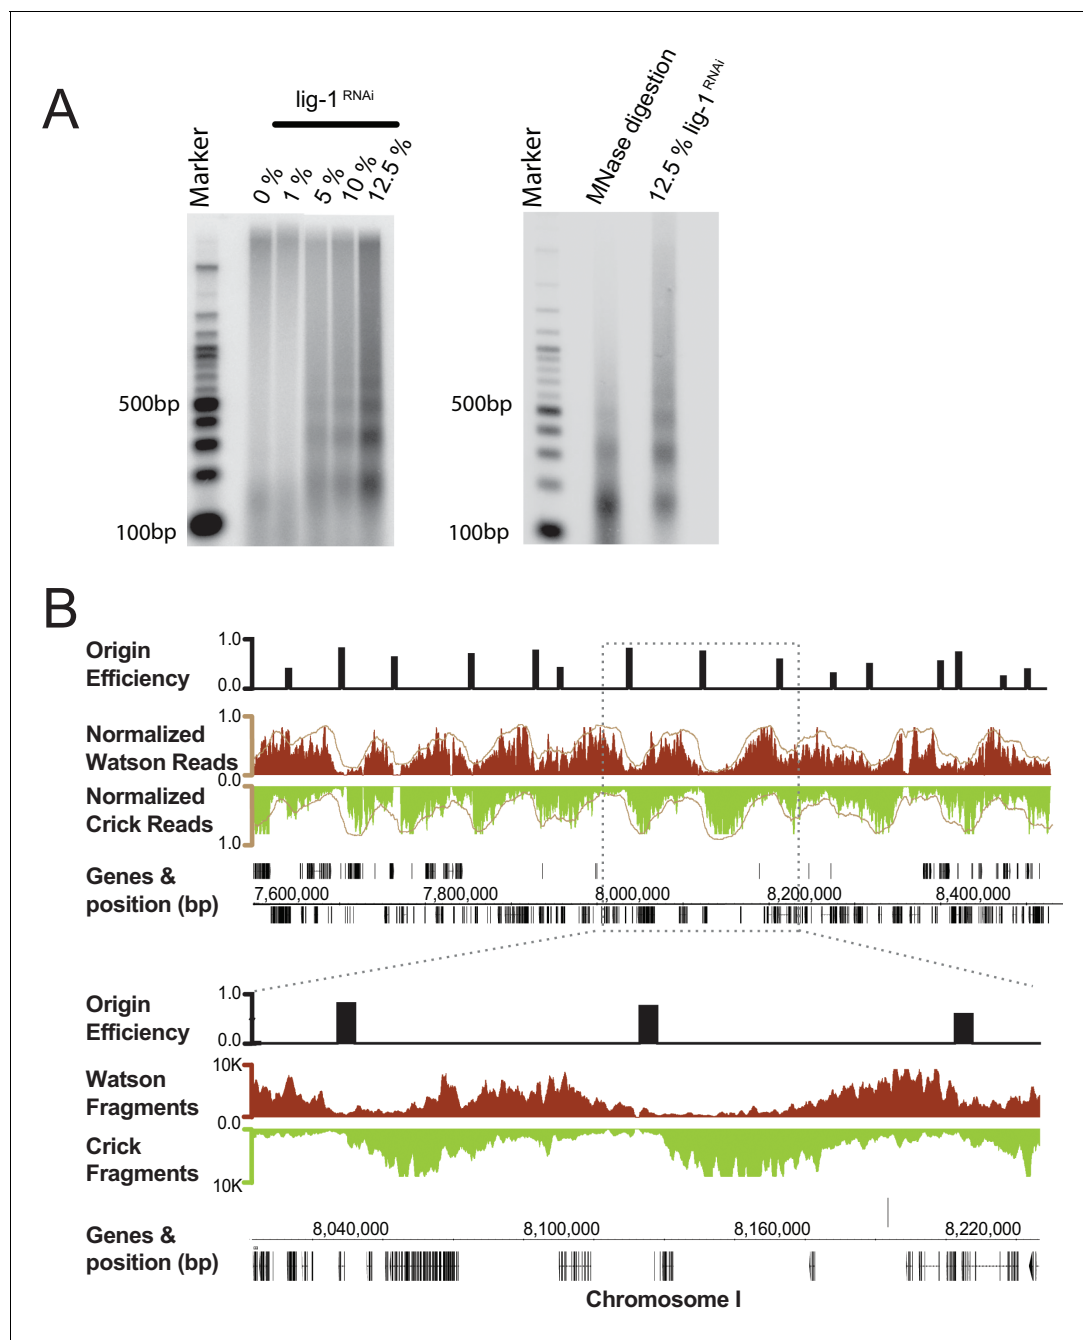 A
lig-1 RNAi
Marker
0 %
1 %
5 %
10 %
12.5 %
500bp
100bp
Marker
MNase digestion
12.5 % lig-1 RNAi
500bp
100bp
B
Origin
Efficiency
1.0
0.0
Normalized
Watson Reads
1.0
0.0
Normalized
Crick Reads
1.0
Genes &
position (bp)
7,600,000 7,800,000 8,000,000 8,200,000 8,400,000
Origin
Efficiency
1.0
0.0
Watson
Fragments
10K
0.0
Crick
Fragments
10K
Genes &
position (bp)
8,040,000 8,100,000 8,160,000 8,220,000
Chromosome I